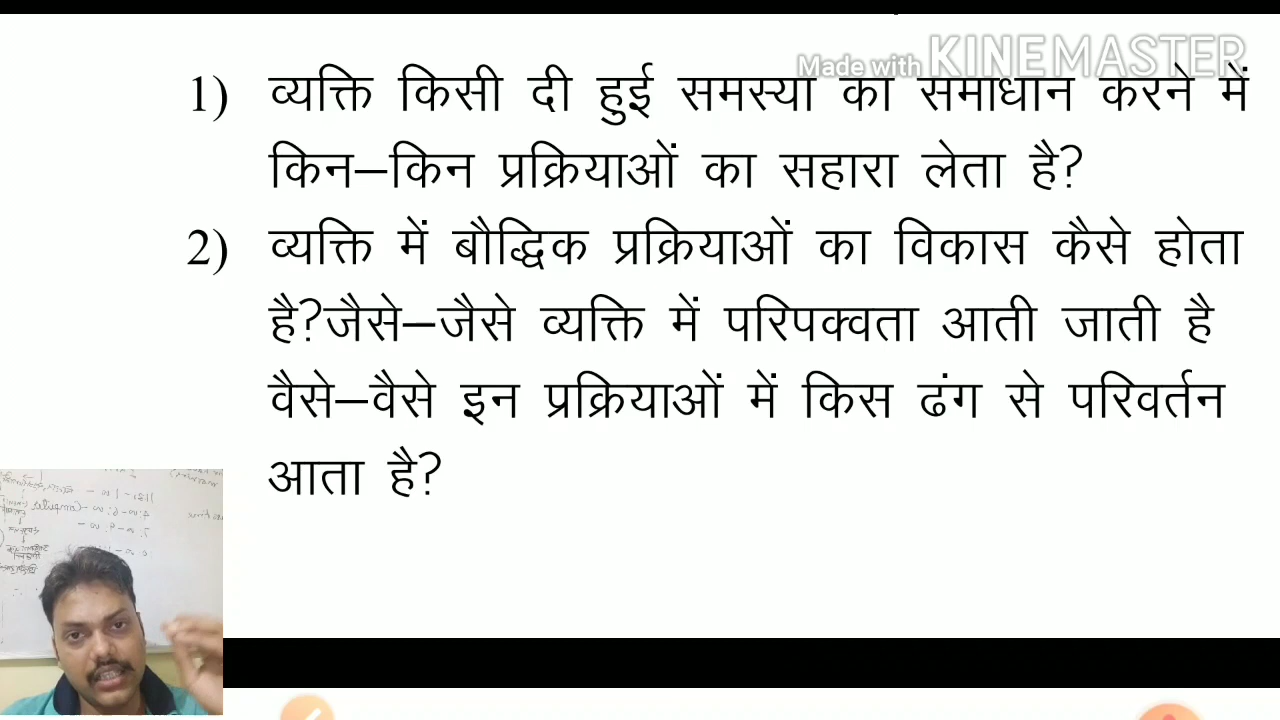 Made with KINEMASTER
1) व्यक्ति किसी दी हुई समस्या का समाधान करने में
किन–किन प्रक्रियाओं का सहारा लेता है?
2) व्यक्ति में बौद्धिक प्रक्रियाओं का विकास कैसे होता
है?जैसे–जैसे व्यक्ति में परिपक्वता आती जाती है
वैसे–वैसे इन प्रक्रियाओं में किस ढंग से परिवर्तन
आता है?